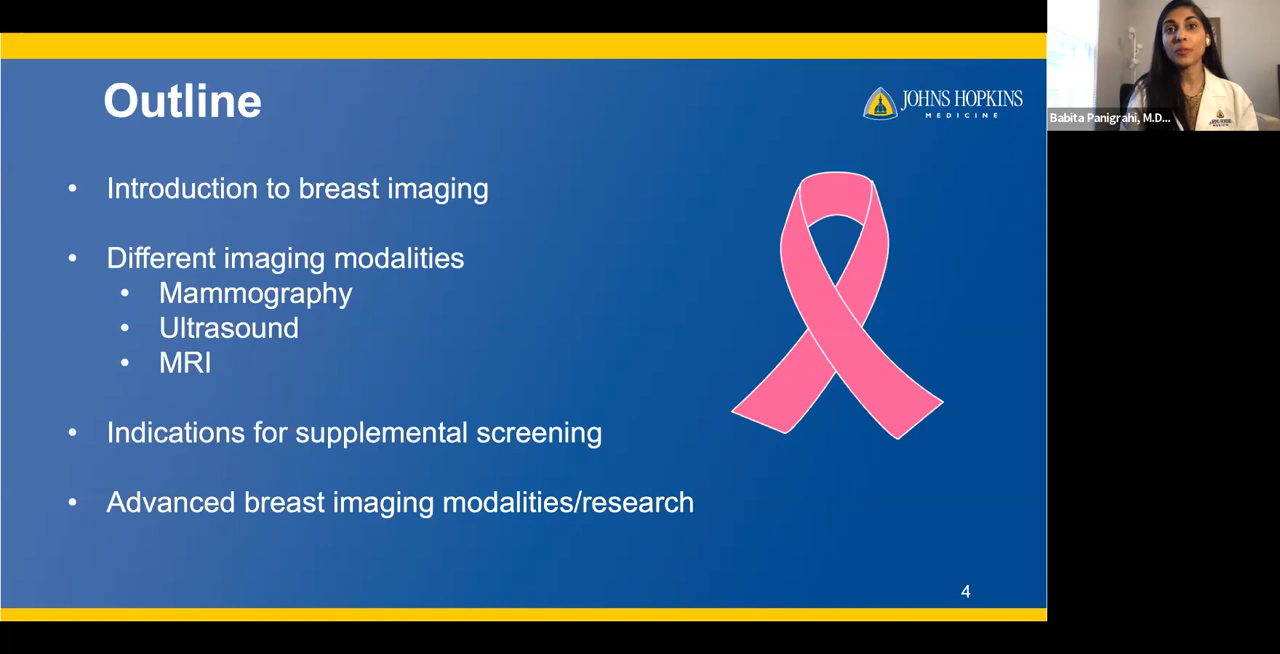 Outline
JOHNS HOPKINS
MEDICINE
• Introduction to breast imaging
• Different imaging modalities
• Mammography
• Ultrasound
• MRI
• Indications for supplemental screening
• Advanced breast imaging modalities/research
4
Babita Panigrahi, M.D...